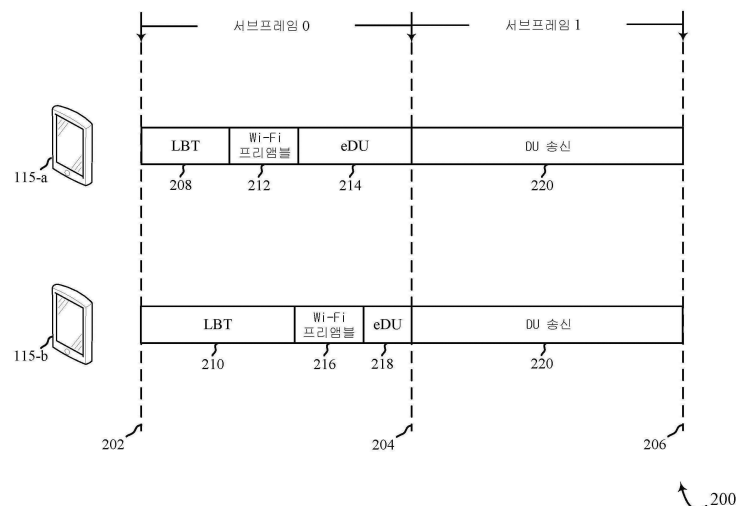 서브프레임 0
서브프레임 1
LBT
Wi-Fi
프리앰블
eDU
DU 송신
115-a
208
212
214
220
LBT
Wi-Fi
프리앰블
eDU
DU 송신
115-b
210
216
218
220
202
204
206
200